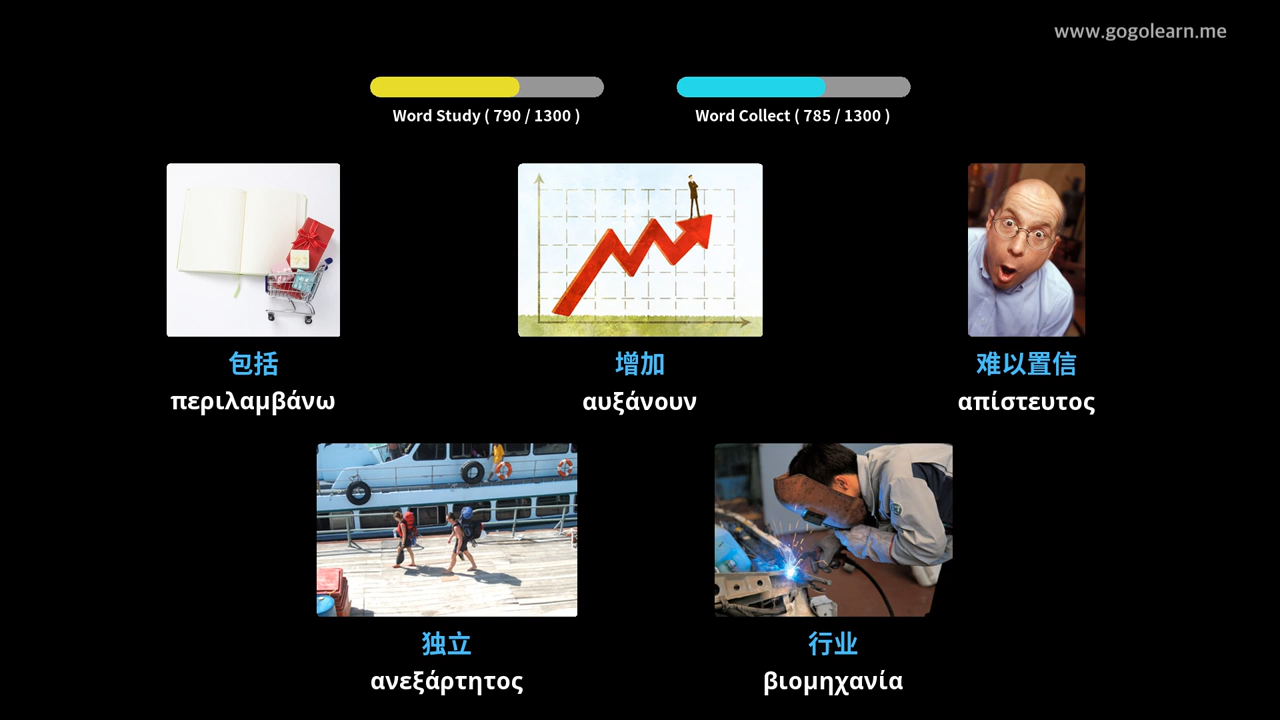 www.gogolearn.me
Word Study ( 790 / 1300 )
Word Collect ( 785 / 1300 )
包括
περιλαμβάνω
增加
αυξάνουν
难以置信
απίστευτος
独立
ανεξάρτητος
行业
βιομηχανία